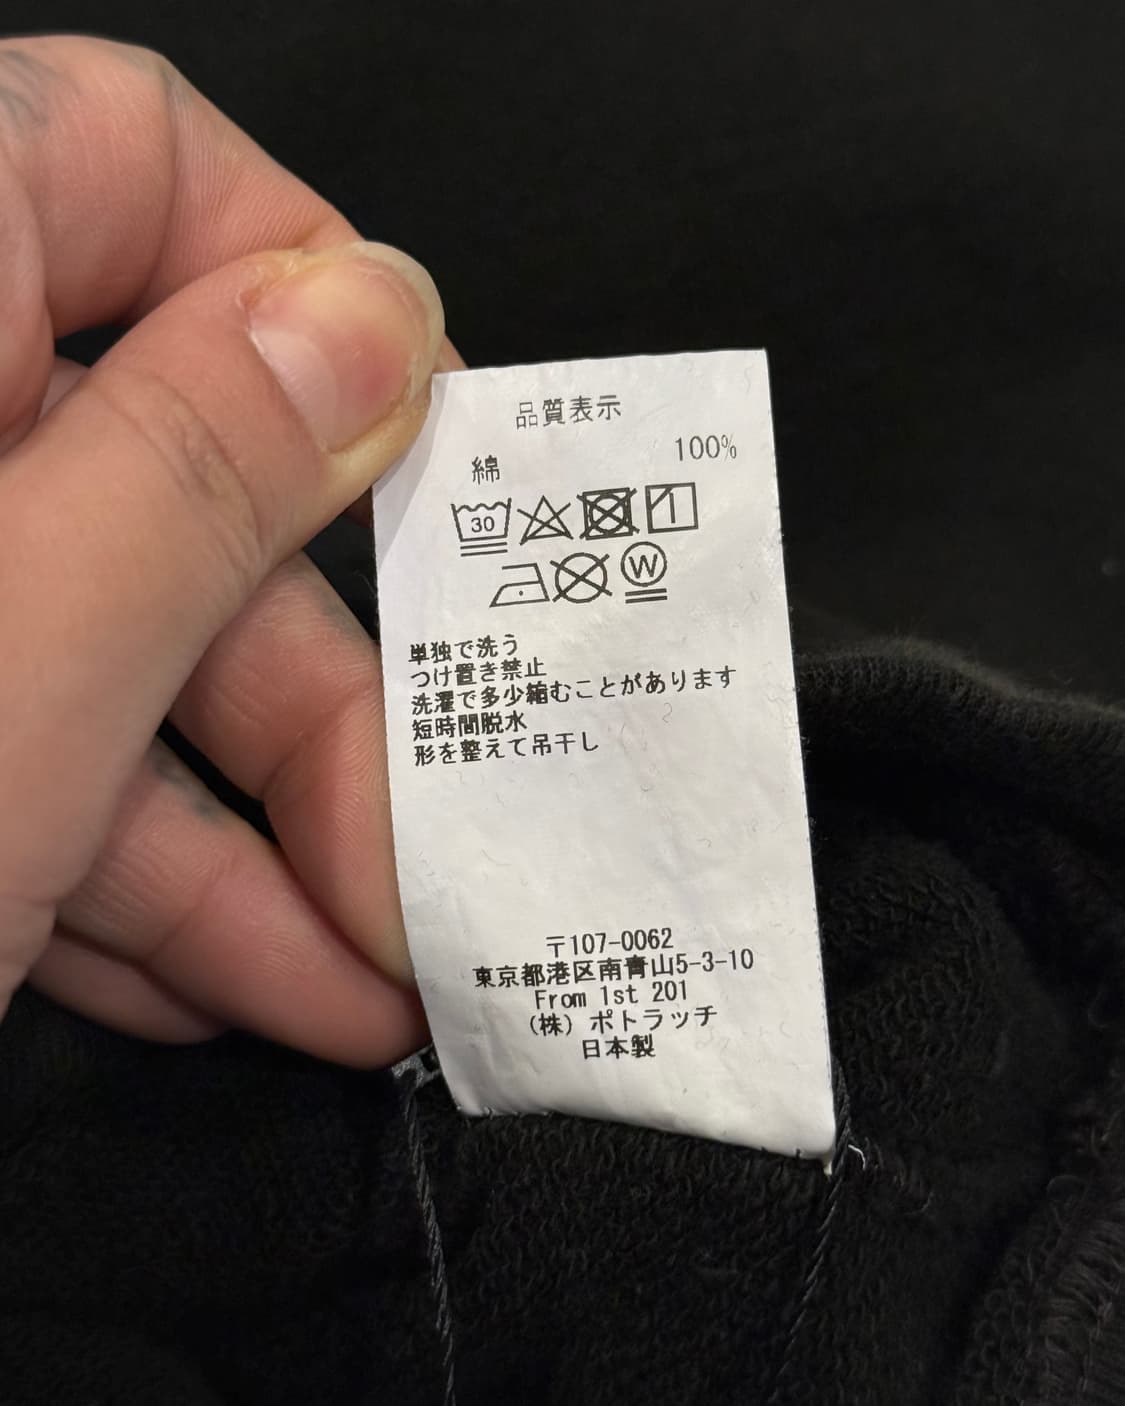 品質表示
綿 100%
30
W
単独で洗う
つけ置き禁止
洗濯で多少縮むことがあります
短時間脱水
形を整えて吊干し
〒107-0062
東京都港区南青山5-3-10
From 1st 201
(株) ポトラッチ
日本製